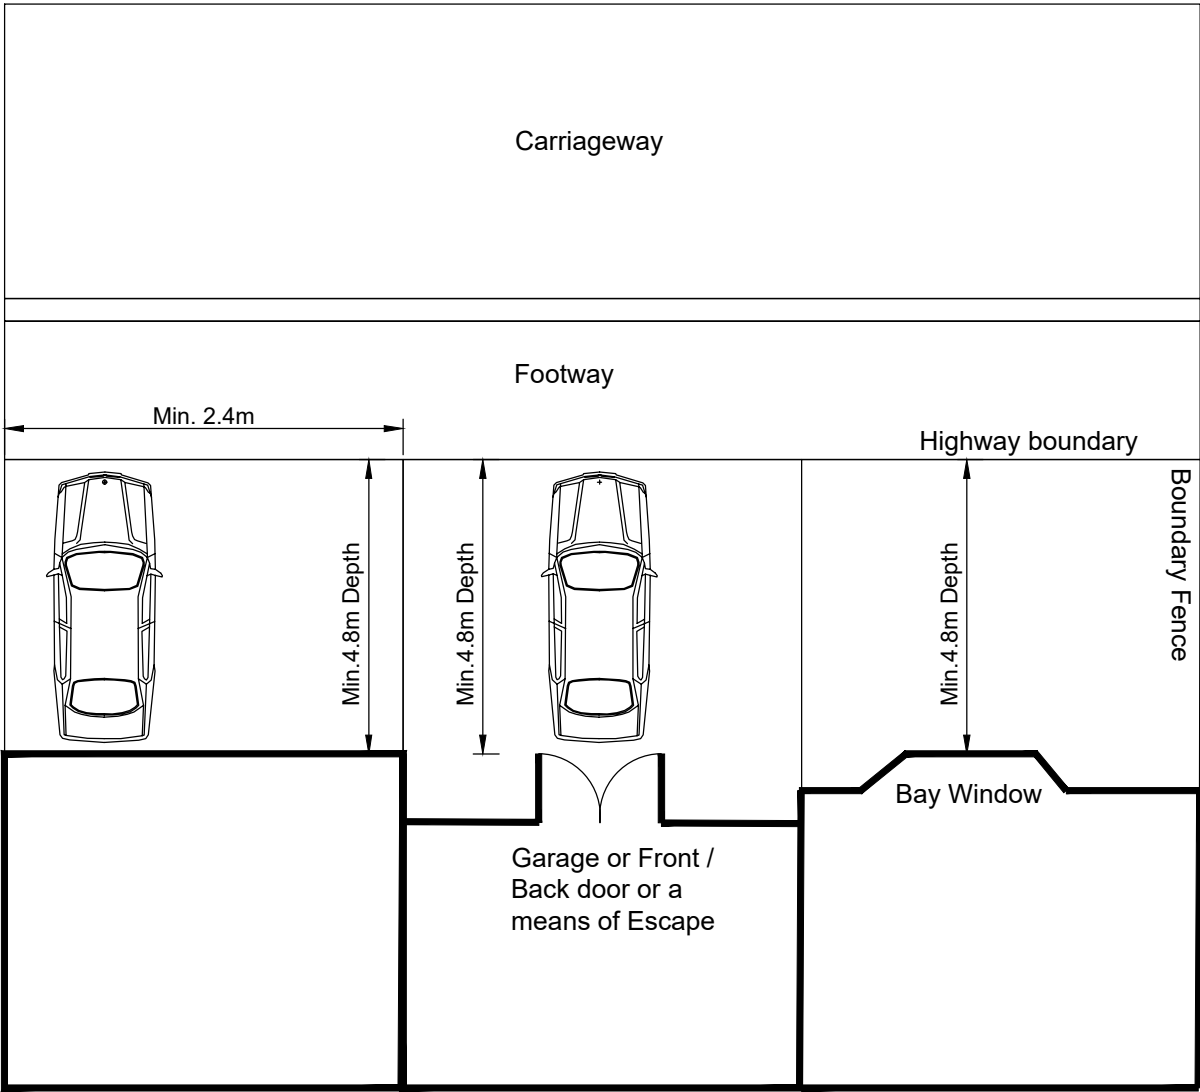 Carriageway
Footway
Min. 2.4m
Highway boundary
Min.4.8m Depth
Min.4.8m Depth
Min.4.8m Depth
Boundary Fence
Bay Window
Garage or Front /
Back door or a
means of Escape